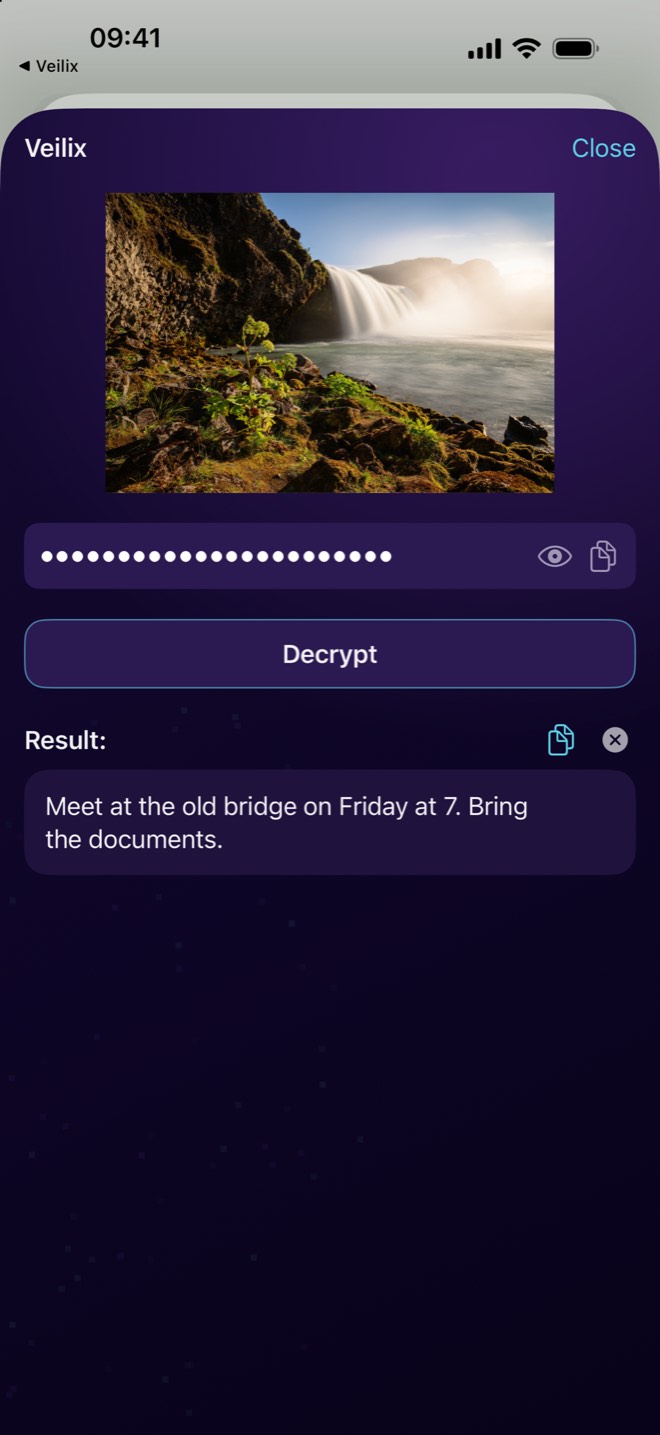 09:41
◀ Veilix
Veilix
Close
Decrypt
Result:
Meet at the old bridge on Friday at 7. Bring
the documents.